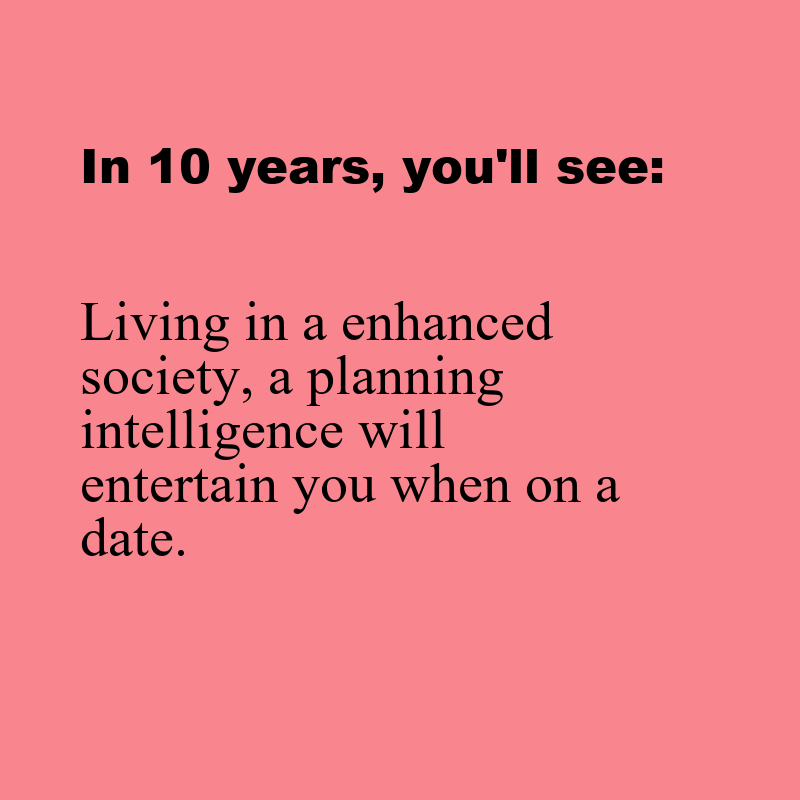 In 10 years, you'll see:
Living in a enhanced
society, a planning
intelligence will
entertain you when on a
date.